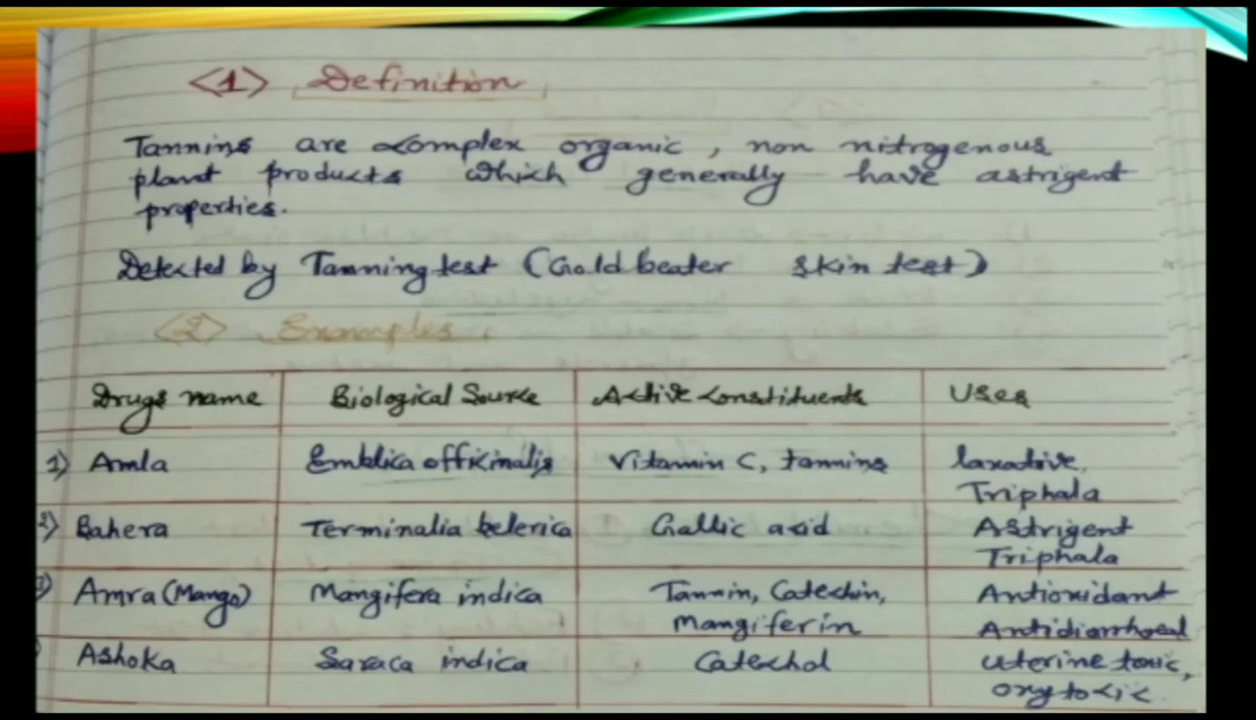 <1> Definition
Tannins are complex organic, non nitrogenous
plant products which generally have astrigent
properties.
Detected by Tanning test (Gold beater skin test)
<2> Examples.
Drugs name Biological Source Active constituents Uses
1) Amla Emblica officinalis Vitamin C, tannins laxative,
Triphala
2) Bahera Terminalia belerica Gallic acid Astrigent
Triphala
3) Amra (Mango) Mangifera indica Tannin, Catechin, Antioxidant
Mangiferin Antidiarrhoeal
Ashoka Saraca indica Catechol uterine tonic,
oxytocic